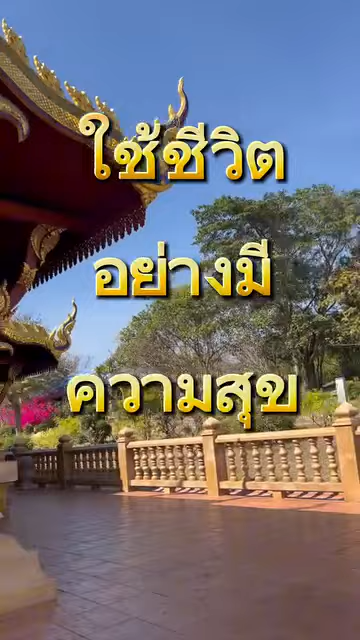 ใช้ชีวิต
อย่างมี
ความสุข